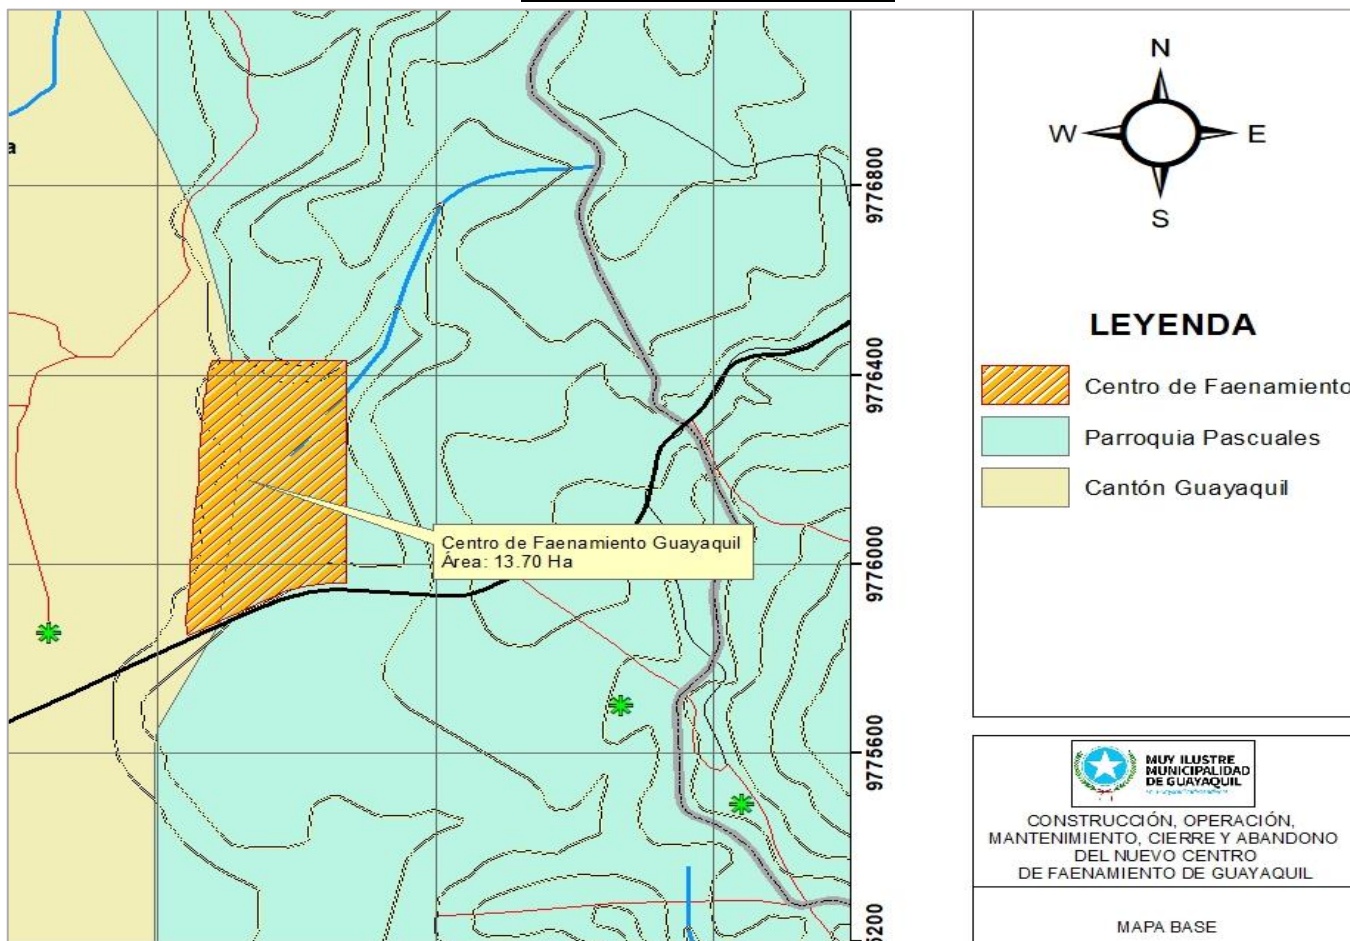 a
Centro de Faenamiento Guayaquil
Área: 13.70 Ha
9776800
9776400
9776000
9775600
5200
N
W
E
S
LEYENDA
Centro de Faenamiento
Parroquia Pascuales
Cantón Guayaquil
MUY ILUSTRE
MUNICIPALIDAD
DE GUAYAQUIL
CONSTRUCCIÓN, OPERACIÓN,
MANTENIMIENTO, CIERRE Y ABANDONO
DEL NUEVO CENTRO
DE FAENAMIENTO DE GUAYAQUIL
MAPA BASE